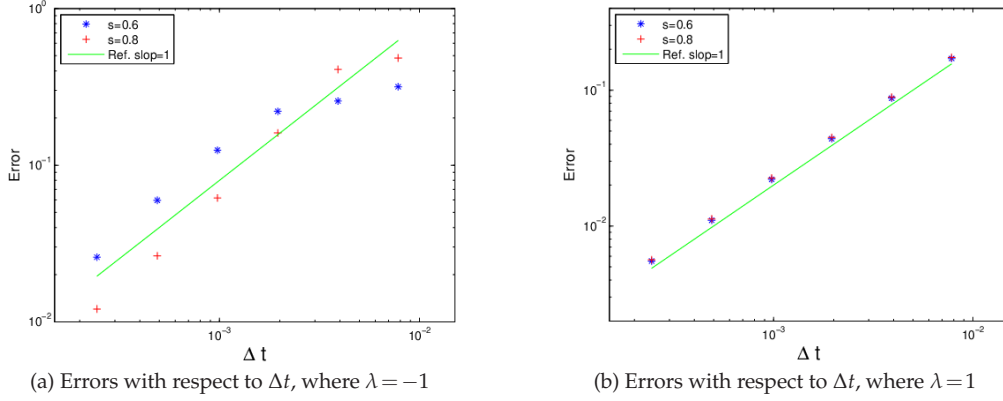 10⁰
10⁻¹
10⁻²
Error
s=0.6
s=0.8
Ref. slop=1
10⁻³
10⁻²
Δ t
(a) Errors with respect to Δt, where λ=−1
10⁻¹
10⁻²
Error
s=0.6
s=0.8
Ref. slop=1
10⁻³
10⁻²
Δ t
(b) Errors with respect to Δt, where λ=1